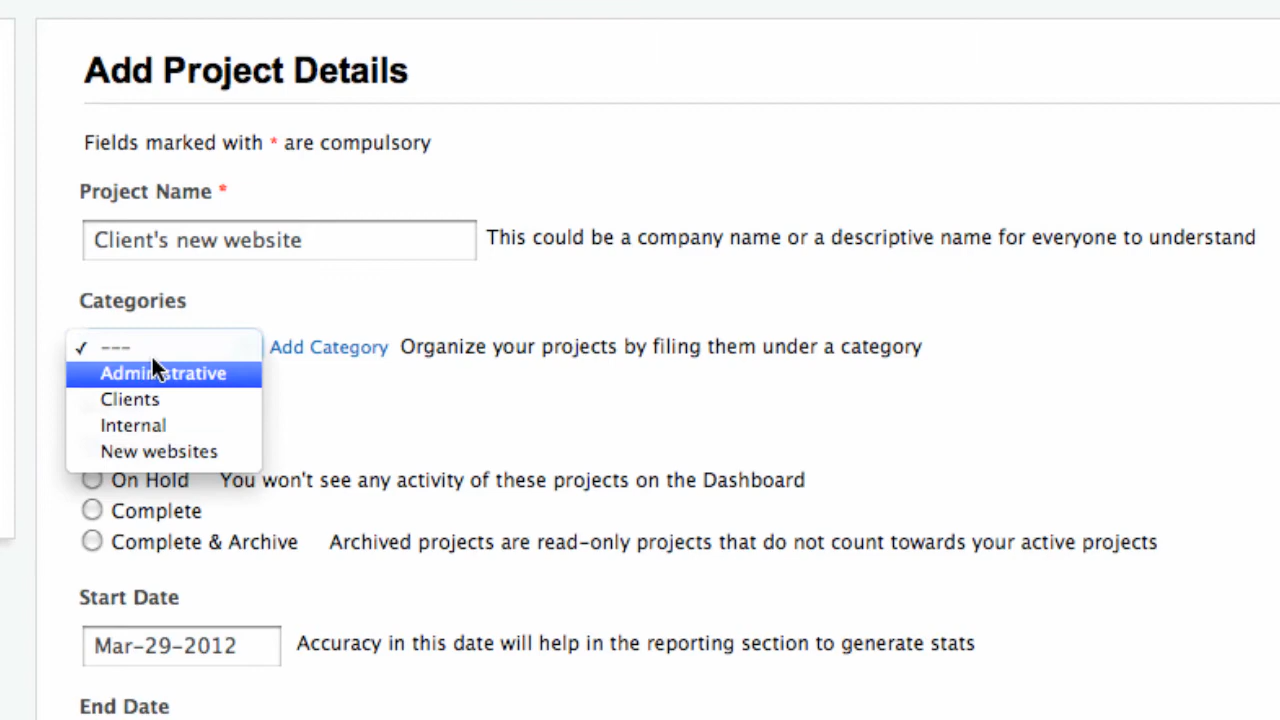 Add Project Details
Fields marked with * are compulsory
Project Name *
Client's new website This could be a company name or a descriptive name for everyone to understand
Categories
✓ --- Add Category Organize your projects by filing them under a category
Administrative
Clients
Internal
New websites
On Hold You won't see any activity of these projects on the Dashboard
Complete
Complete & Archive Archived projects are read-only projects that do not count towards your active projects
Start Date
Mar-29-2012 Accuracy in this date will help in the reporting section to generate stats
End Date